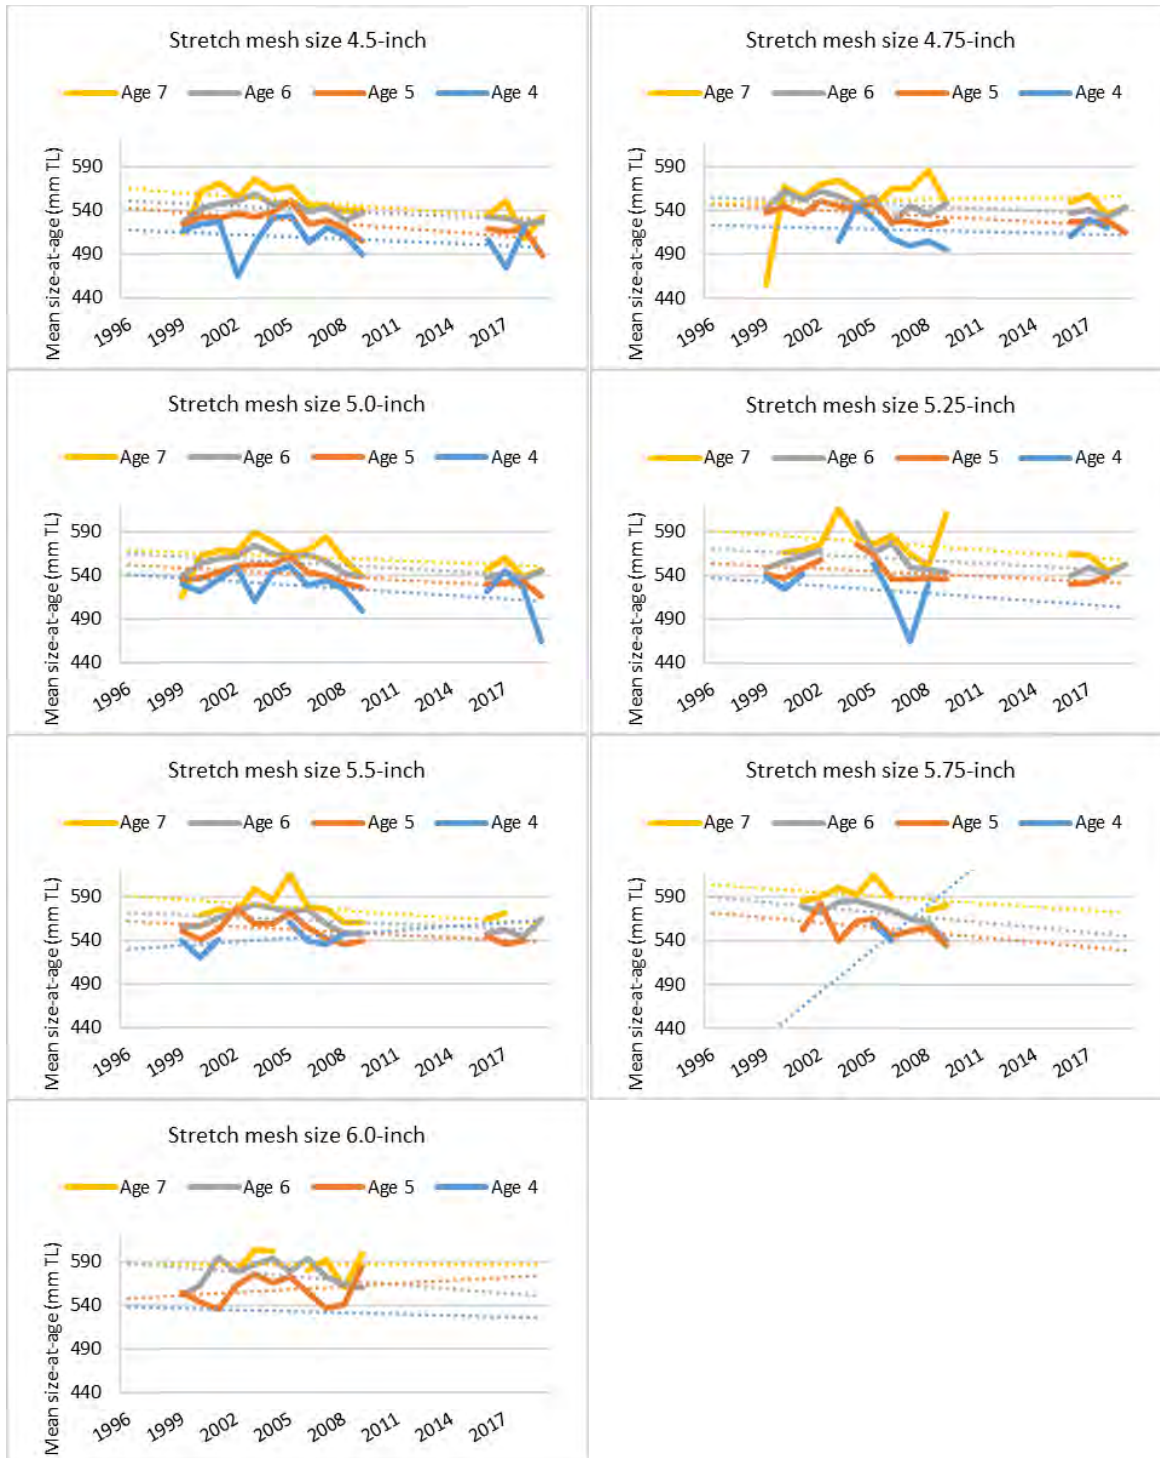 Stretch mesh size 4.5-inch
Age 7 Age 6 Age 5 Age 4
Mean size-at-age (mm TL)
590
540
490
440
1996 1999 2002 2005 2008 2011 2014 2017
Stretch mesh size 4.75-inch
Age 7 Age 6 Age 5 Age 4
Mean size-at-age (mm TL)
590
540
490
440
1996 1999 2002 2005 2008 2011 2014 2017
Stretch mesh size 5.0-inch
Age 7 Age 6 Age 5 Age 4
Mean size-at-age (mm TL)
590
540
490
440
1996 1999 2002 2005 2008 2011 2014 2017
Stretch mesh size 5.25-inch
Age 7 Age 6 Age 5 Age 4
Mean size-at-age (mm TL)
590
540
490
440
1996 1999 2002 2005 2008 2011 2014 2017
Stretch mesh size 5.5-inch
Age 7 Age 6 Age 5 Age 4
Mean size-at-age (mm TL)
590
540
490
440
1996 1999 2002 2005 2008 2011 2014 2017
Stretch mesh size 5.75-inch
Age 7 Age 6 Age 5 Age 4
Mean size-at-age (mm TL)
590
540
490
440
1996 1999 2002 2005 2008 2011 2014 2017
Stretch mesh size 6.0-inch
Age 7 Age 6 Age 5 Age 4
Mean size-at-age (mm TL)
590
540
490
440
1996 1999 2002 2005 2008 2011 2014 2017